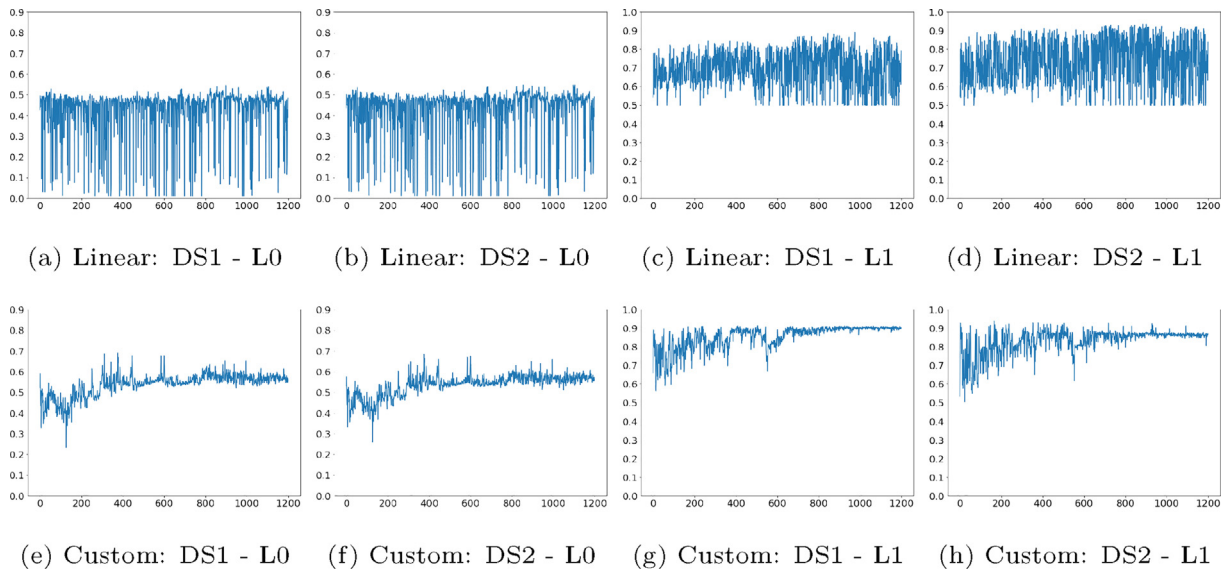 0.9 0.9 1.0 1.0
0.8 0.8 0.9 0.9
0.7 0.7 0.8 0.8
0.6 0.6 0.7 0.7
0.5 0.5 0.6 0.6
0.4 0.4 0.5 0.5
0.3 0.3 0.4 0.4
0.2 0.2 0.3 0.3
0.1 0.1 0.2 0.2
0.0 0.0 0.1 0.1
0.0 0.0
0 200 400 600 800 1000 1200 0 200 400 600 800 1000 1200 0 200 400 600 800 1000 1200 0 200 400 600 800 1000 1200
(a) Linear: DS1 - L0 (b) Linear: DS2 - L0 (c) Linear: DS1 - L1 (d) Linear: DS2 - L1
0.9 0.9 1.0 1.0
0.8 0.8 0.9 0.9
0.7 0.7 0.8 0.8
0.6 0.6 0.7 0.7
0.5 0.5 0.6 0.6
0.4 0.4 0.5 0.5
0.3 0.3 0.4 0.4
0.2 0.2 0.3 0.3
0.1 0.1 0.2 0.2
0.0 0.0 0.1 0.1
0.0 0.0
0 200 400 600 800 1000 1200 0 200 400 600 800 1000 1200 0 200 400 600 800 1000 1200 0 200 400 600 800 1000 1200
(e) Custom: DS1 - L0 (f) Custom: DS2 - L0 (g) Custom: DS1 - L1 (h) Custom: DS2 - L1